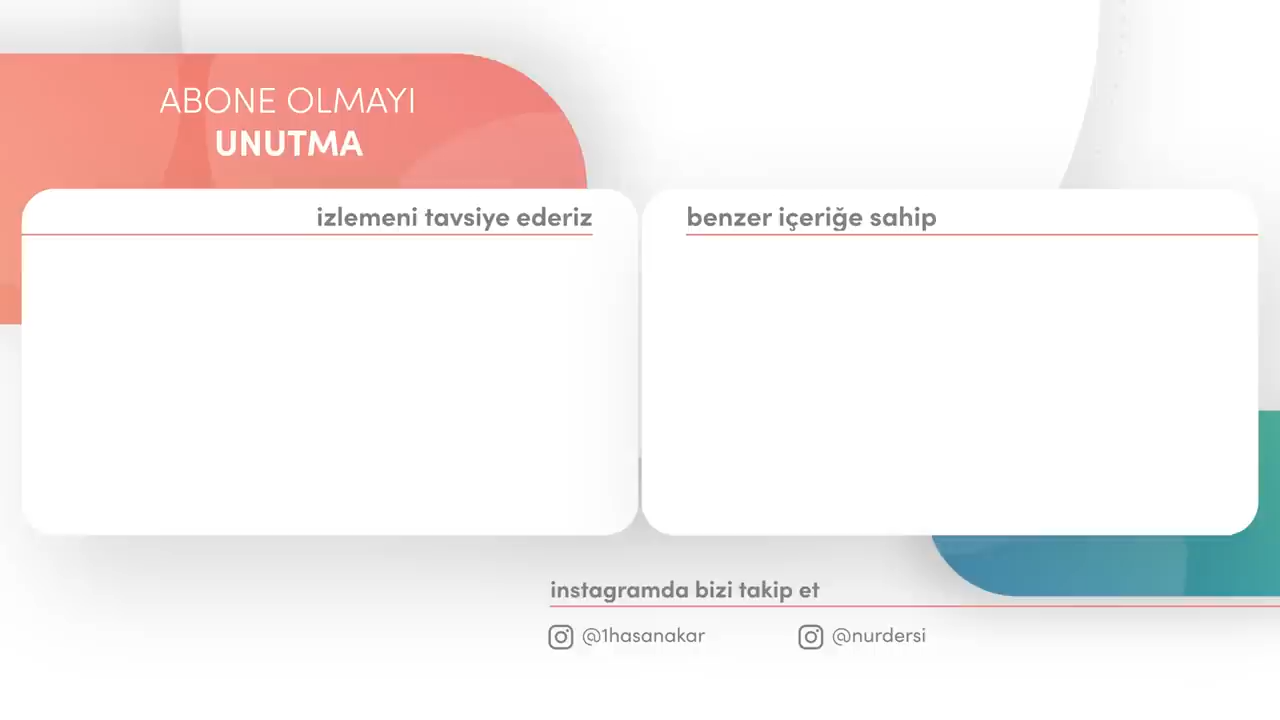 ABONE OLMAYI
UNUTMA
izlemeni tavsiye ederiz
benzer içeriğe sahip
instagramda bizi takip et
@1hasanakar
@nurdersi